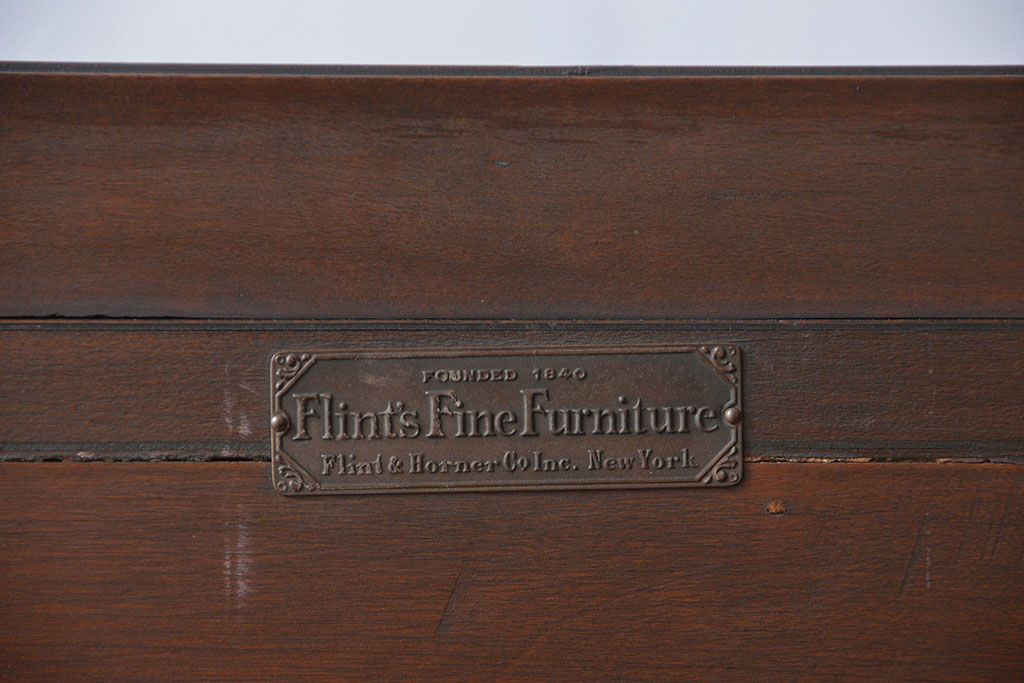 FOUNDED 1840
Flint's Fine Furniture
Flint & Horner Co Inc. New York